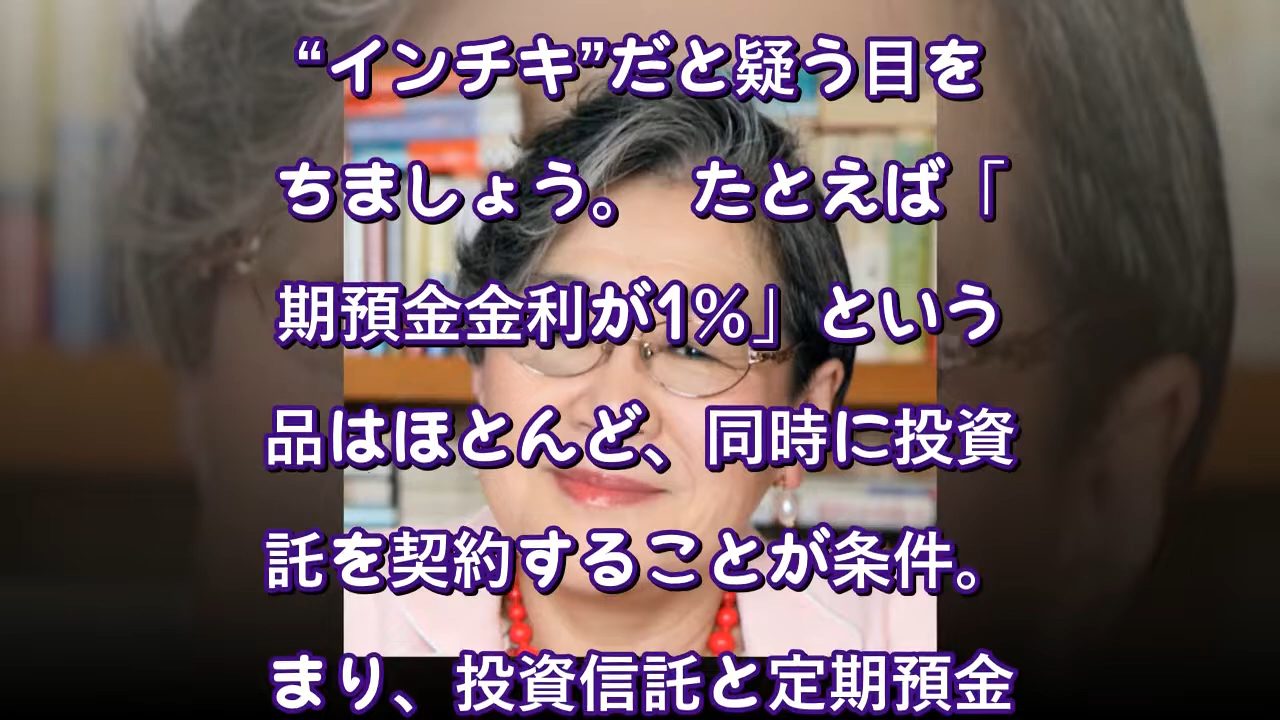 “インチキ”だと疑う目を
ちましょう。 たとえば「
期預金金利が1%」という
品はほとんど、同時に投資
託を契約することが条件。
まり、投資信託と定期預金